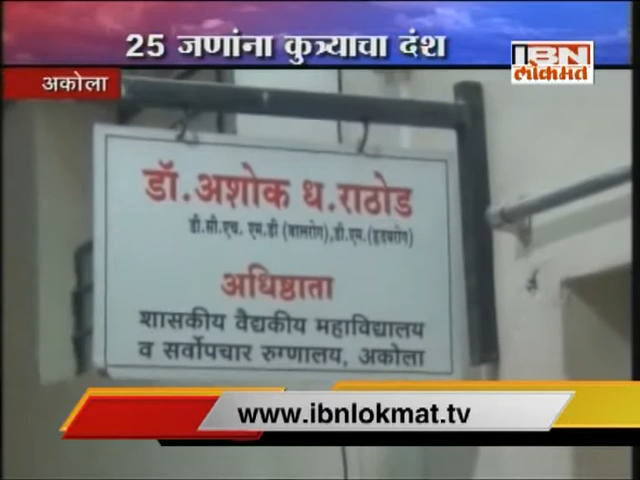 25 जणांना कुत्र्याचा दंश
IBN
लोकमत
अकोला
डॉ.अशोक ध.राठोड
डी.सी.एच. एम.डी (बालरोग),डी.एम.(हृदयरोग)
अधिष्ठाता
शासकीय वैद्यकीय महाविद्यालय
व सर्वोपचार रुग्णालय, अकोला
www.ibnlokmat.tv